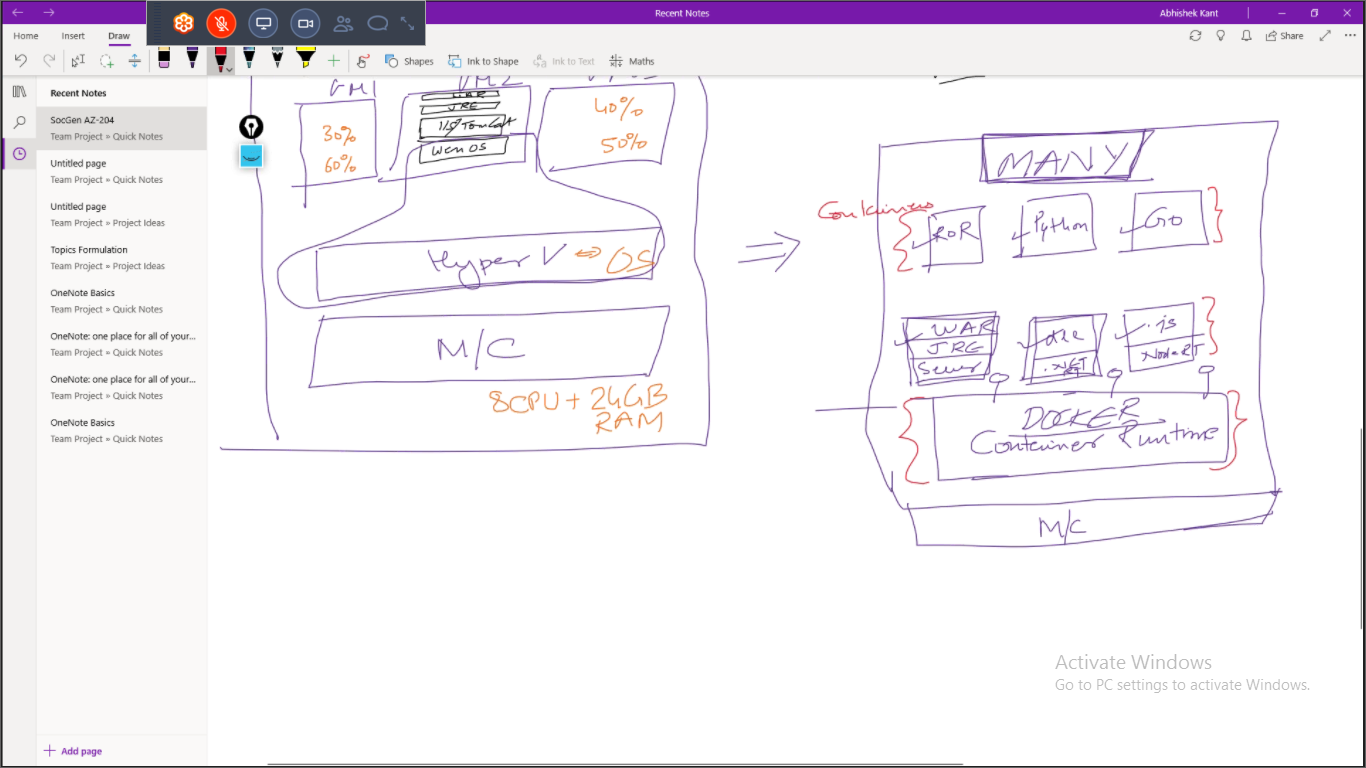 Recent Notes
Abhishek Kant
Home
Insert
Draw
Share
Shapes
Ink to Shape
Ink to Text
Maths
Recent Notes
SocGen AZ-204
Team Project » Quick Notes
Untitled page
Team Project » Quick Notes
Untitled page
Team Project » Project Ideas
Topics Formulation
Team Project » Project Ideas
OneNote Basics
Team Project » Quick Notes
OneNote: one place for all of your...
Team Project » Quick Notes
OneNote: one place for all of your...
Team Project » Quick Notes
OneNote Basics
Team Project » Quick Notes
Add page
VM1
VM2
WAR
JRE
Tomcat
OS
30%
60%
40%
50%
Hyper V
OS
M/C
8CPU + 24GB
RAM
MANY
Containers
ROR
Python
Go
WAR
JRE
Server
.NET
RT
.js
NodeRT
DOCKER
Container Runtime
M/C
Activate Windows
Go to PC settings to activate Windows.